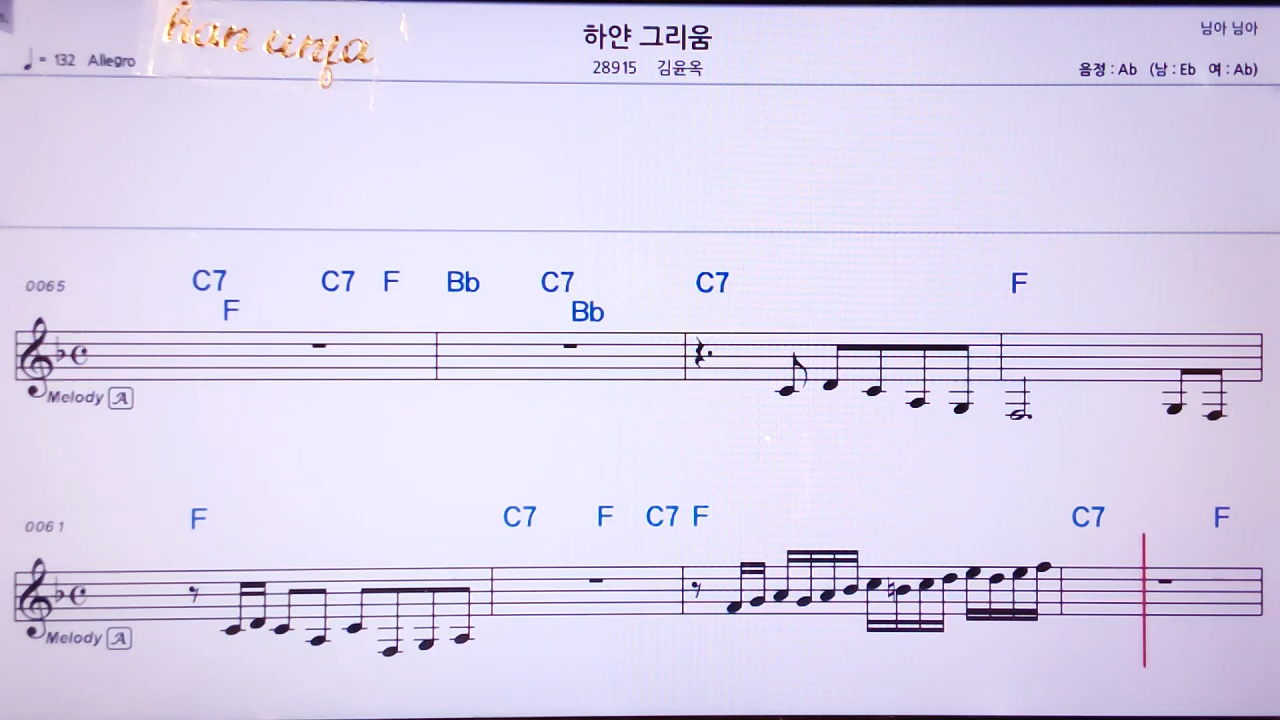 han unja
하얀 그리움
님아 님아
♩= 132 Allegro
28915 김윤옥
음정 : Ab (남 : Eb 여 : Ab)
0065 C7 C7 F Bb C7 C7 F
F Bb
Melody A
0061 F C7 F C7 F C7 F
Melody A